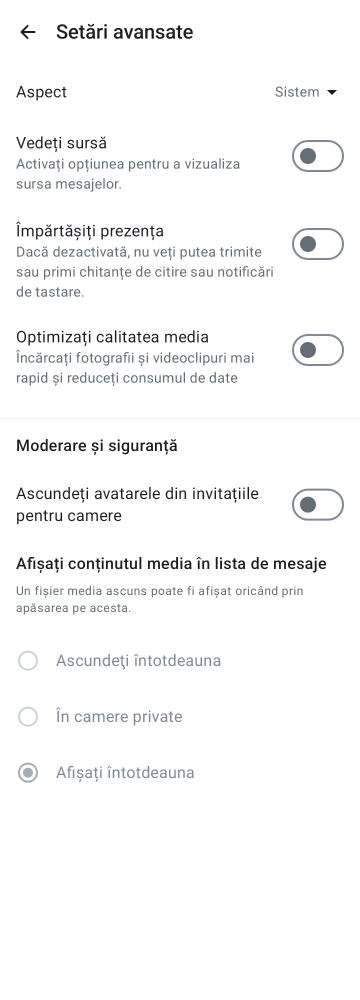 Setări avansate
Aspect
Sistem
Vedeți sursă
Activați opțiunea pentru a vizualiza
sursa mesajelor.
Împărtășiți prezența
Dacă dezactivată, nu veți putea trimite
sau primi chitanțe de citire sau notificări
de tastare.
Optimizați calitatea media
Încărcați fotografii și videoclipuri mai
rapid și reduceți consumul de date
Moderare și siguranță
Ascundeți avatarele din invitațiile
pentru camere
Afișați conținutul media în lista de mesaje
Un fișier media ascuns poate fi afișat oricând prin
apăsarea pe acesta.
Ascundeţi întotdeauna
În camere private
Afișați întotdeauna